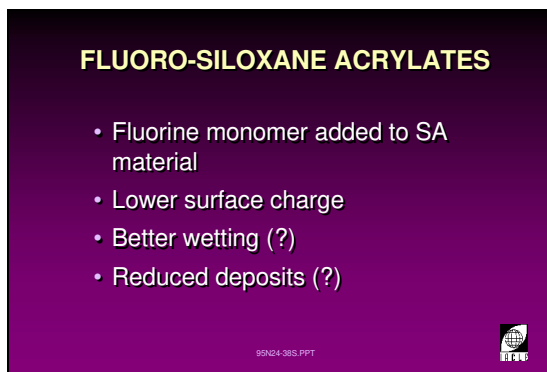 FLUORO-SILOXANE ACRYLATES
• Fluorine monomer added to SA
material
• Lower surface charge
• Better wetting (?)
• Reduced deposits (?)
95N24-38S.PPT
IACLE